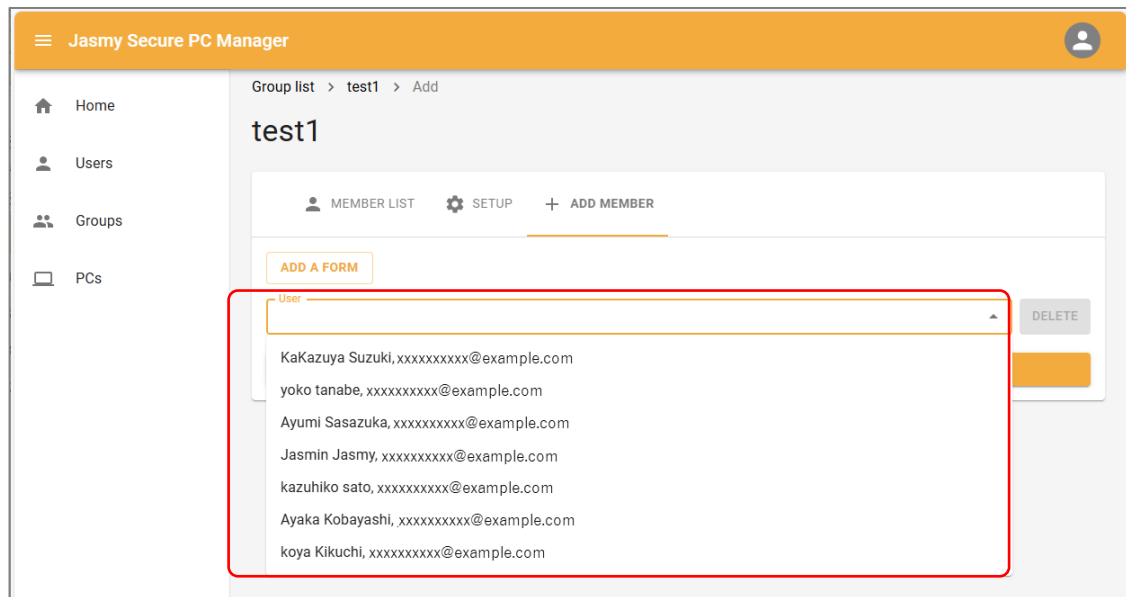 Jasmy Secure PC Manager
Group list > test1 > Add
Home
test1
Users
MEMBER LIST SETUP + ADD MEMBER
Groups
ADD A FORM
PCs
User
DELETE
KaKazuya Suzuki, xxxxxxxxxx@example.com
yoko tanabe, xxxxxxxxxx@example.com
Ayumi Sasazuka, xxxxxxxxxx@example.com
Jasmin Jasmy, xxxxxxxxxx@example.com
kazuhiko sato, xxxxxxxxxx@example.com
Ayaka Kobayashi, xxxxxxxxxx@example.com
koya Kikuchi, xxxxxxxxxx@example.com